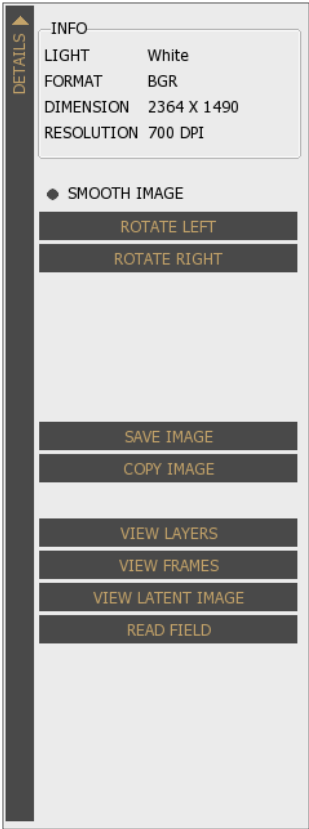 DETAILS
INFO
LIGHT White
FORMAT BGR
DIMENSION 2364 X 1490
RESOLUTION 700 DPI
SMOOTH IMAGE
ROTATE LEFT
ROTATE RIGHT
SAVE IMAGE
COPY IMAGE
VIEW LAYERS
VIEW FRAMES
VIEW LATENT IMAGE
READ FIELD